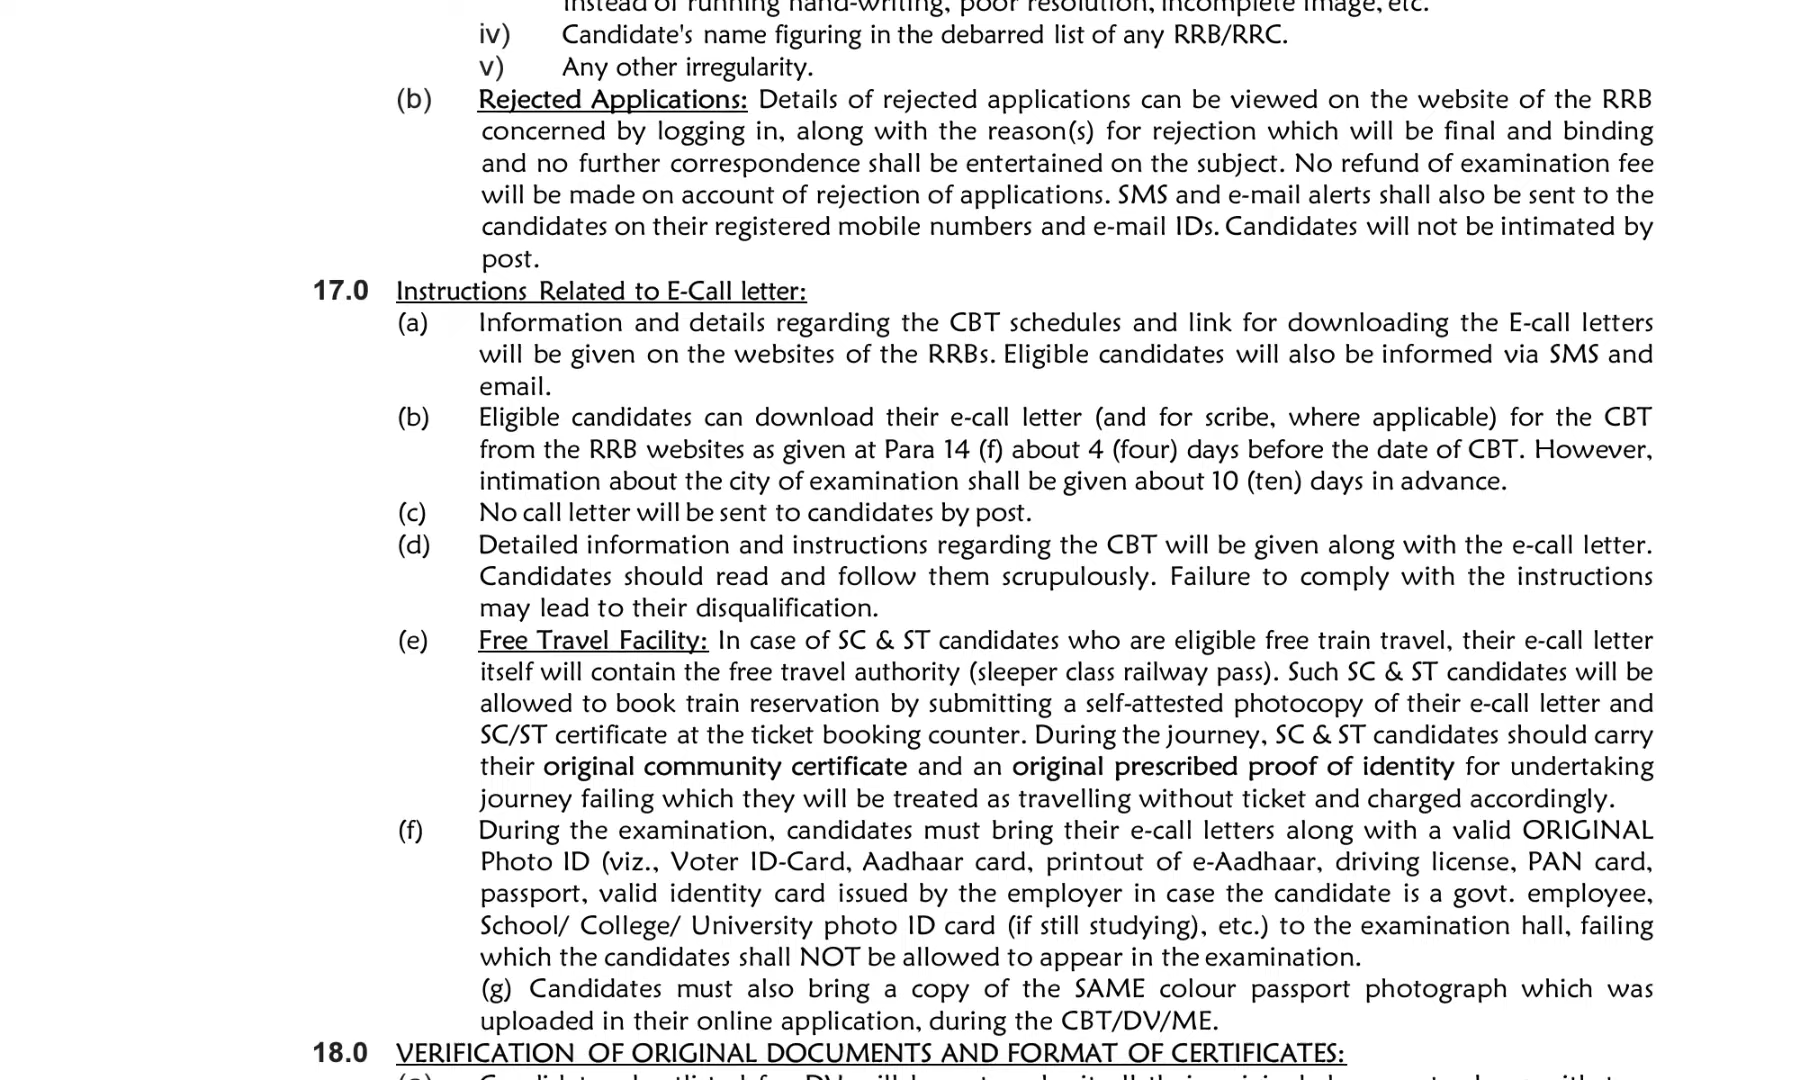 instead of running hand-writing, poor resolution, incomplete image, etc.
iv) Candidate's name figuring in the debarred list of any RRB/RRC.
v) Any other irregularity.
(b) Rejected Applications: Details of rejected applications can be viewed on the website of the RRB
concerned by logging in, along with the reason(s) for rejection which will be final and binding
and no further correspondence shall be entertained on the subject. No refund of examination fee
will be made on account of rejection of applications. SMS and e-mail alerts shall also be sent to the
candidates on their registered mobile numbers and e-mail IDs. Candidates will not be intimated by
post.
17.0 Instructions Related to E-Call letter:
(a) Information and details regarding the CBT schedules and link for downloading the E-call letters
will be given on the websites of the RRBs. Eligible candidates will also be informed via SMS and
email.
(b) Eligible candidates can download their e-call letter (and for scribe, where applicable) for the CBT
from the RRB websites as given at Para 14 (f) about 4 (four) days before the date of CBT. However,
intimation about the city of examination shall be given about 10 (ten) days in advance.
(c) No call letter will be sent to candidates by post.
(d) Detailed information and instructions regarding the CBT will be given along with the e-call letter.
Candidates should read and follow them scrupulously. Failure to comply with the instructions
may lead to their disqualification.
(e) Free Travel Facility: In case of SC & ST candidates who are eligible free train travel, their e-call letter
itself will contain the free travel authority (sleeper class railway pass). Such SC & ST candidates will be
allowed to book train reservation by submitting a self-attested photocopy of their e-call letter and
SC/ST certificate at the ticket booking counter. During the journey, SC & ST candidates should carry
their original community certificate and an original prescribed proof of identity for undertaking
journey failing which they will be treated as travelling without ticket and charged accordingly.
(f) During the examination, candidates must bring their e-call letters along with a valid ORIGINAL
Photo ID (viz., Voter ID-Card, Aadhaar card, printout of e-Aadhaar, driving license, PAN card,
passport, valid identity card issued by the employer in case the candidate is a govt. employee,
School/ College/ University photo ID card (if still studying), etc.) to the examination hall, failing
which the candidates shall NOT be allowed to appear in the examination.
(g) Candidates must also bring a copy of the SAME colour passport photograph which was
uploaded in their online application, during the CBT/DV/ME.
18.0 VERIFICATION OF ORIGINAL DOCUMENTS AND FORMAT OF CERTIFICATES: